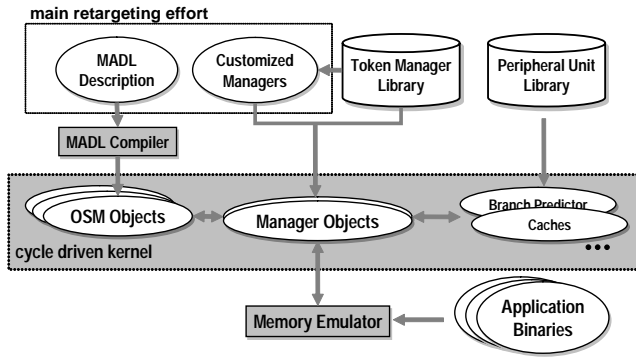 main retargeting effort
MADL
Description
Customized
Managers
Token Manager
Library
Peripheral Unit
Library
MADL Compiler
OSM Objects
Manager Objects
Branch Predictor
Caches
cycle driven kernel
•••
Memory Emulator
Application
Binaries